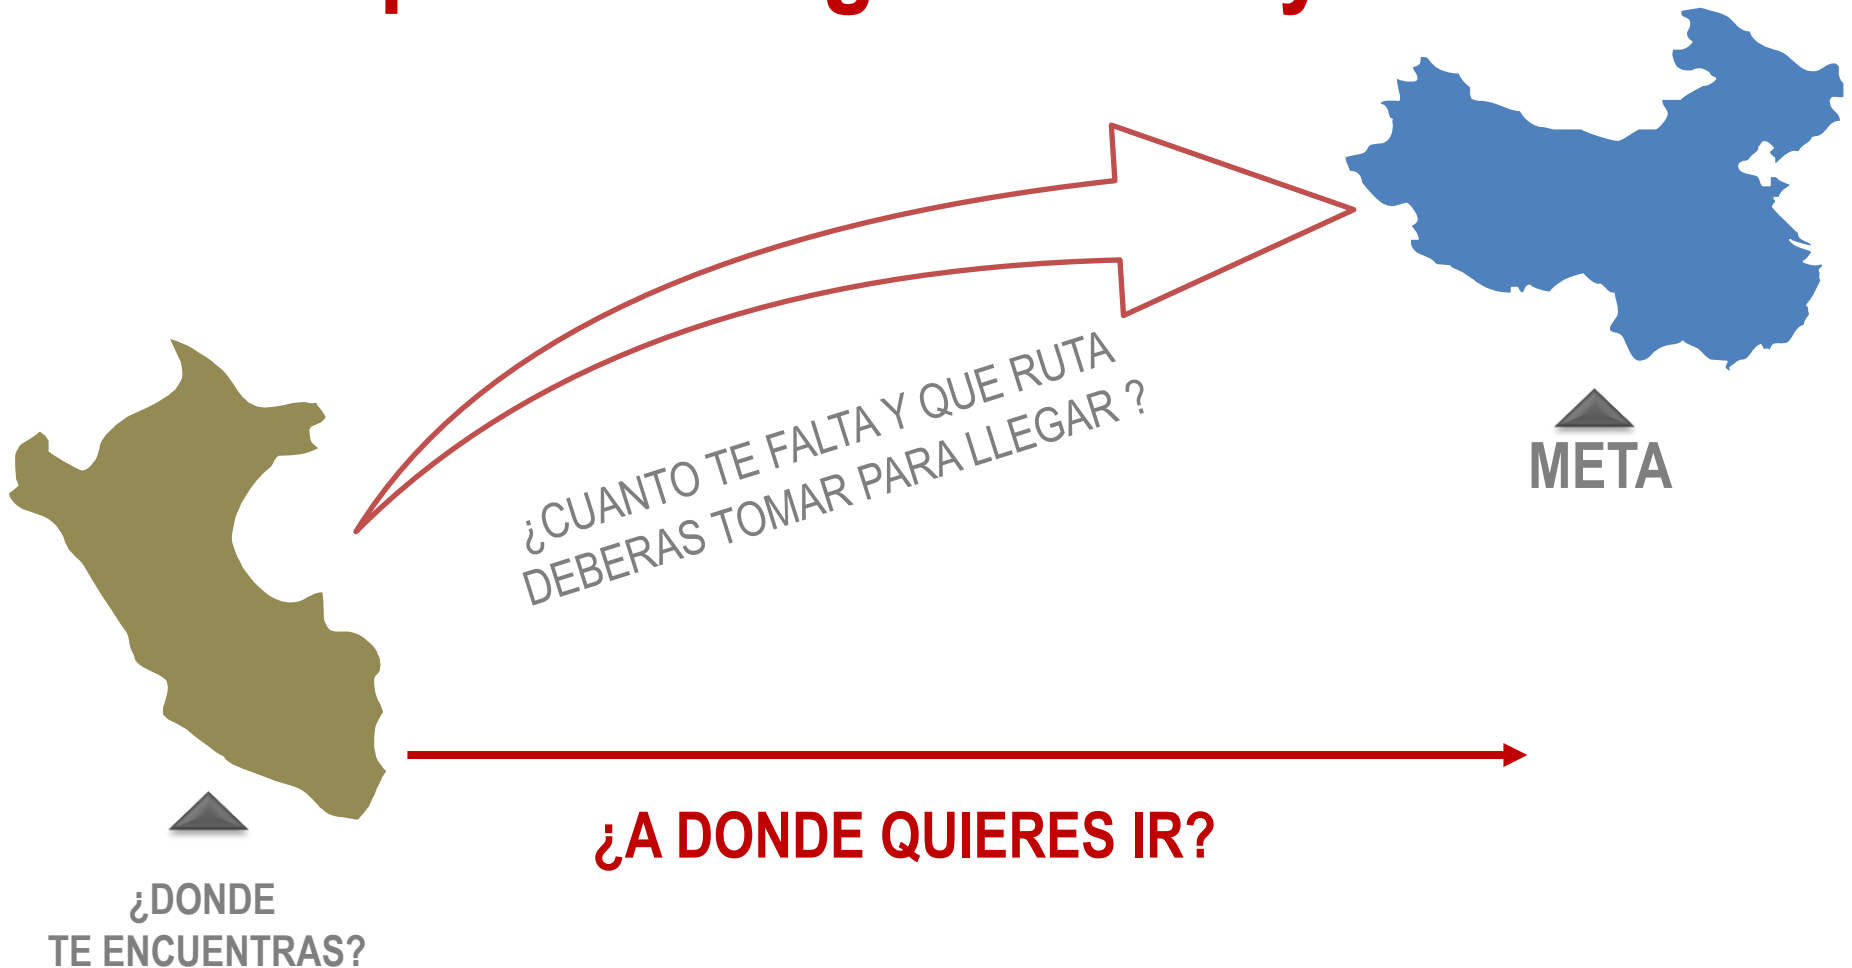 ¿CUANTO TE FALTA Y QUE RUTA
DEBERAS TOMAR PARA LLEGAR ?
META
¿A DONDE QUIERES IR?
¿DONDE
TE ENCUENTRAS?